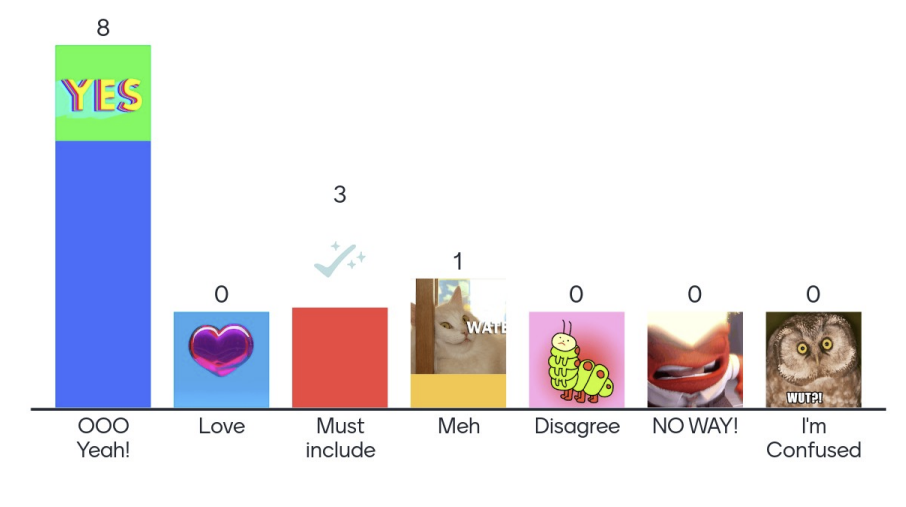 8
YES
3
1
WATE
0
0
0
0
WUT?!
OOO
Yeah!
Love
Must
include
Meh
Disagree
NO WAY!
I'm
Confused